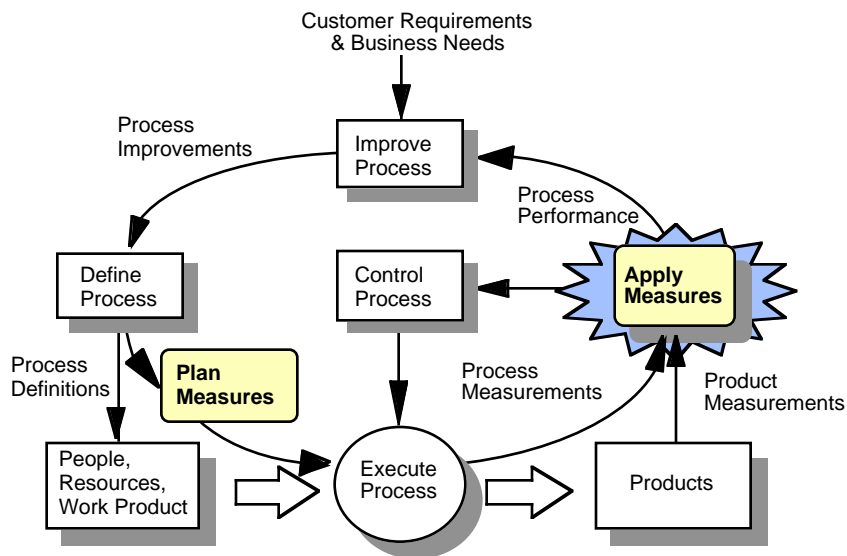 Customer Requirements
& Business Needs
Process
Improvements
Improve
Process
Process
Performance
Define
Process
Control
Process
Apply
Measures
Process
Definitions
Plan
Measures
Process
Measurements
Product
Measurements
People,
Resources,
Work Product
Execute
Process
Products